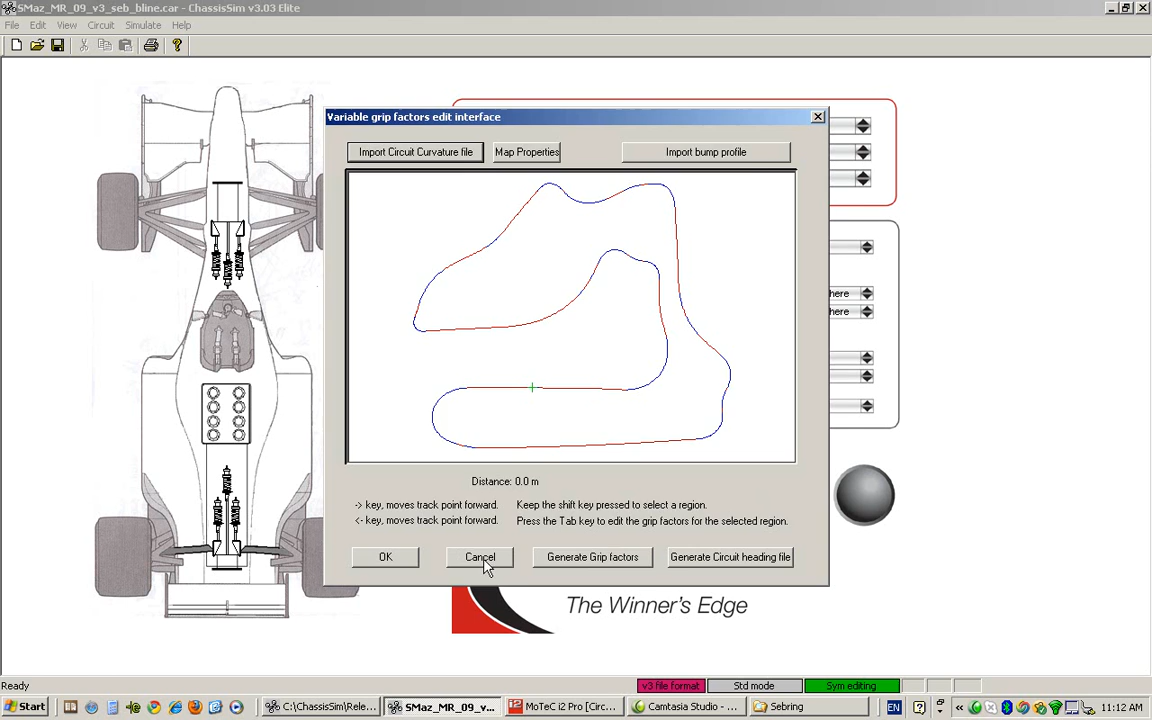 SMaz_MR_09_v3_seb_bline.car - ChassisSim v3.03 Elite
File Edit View Circuit Simulate Help
Variable grip factors edit interface
Import Circuit Curvature file Map Properties Import bump profile
here
here
Distance: 0.0 m
-> key, moves track point forward. Keep the shift key pressed to select a region.
<- key, moves track point forward. Press the Tab key to edit the grip factors for the selected region.
OK Cancel Generate Grip factors Generate Circuit heading file
The Winner's Edge
Ready v3 file format Std mode Sym editing
Start C:\ChassisSim\Rele... SMaz_MR_09_v... MoTeC i2 Pro [Circ... Camtasia Studio - ... Sebring EN 11:12 AM